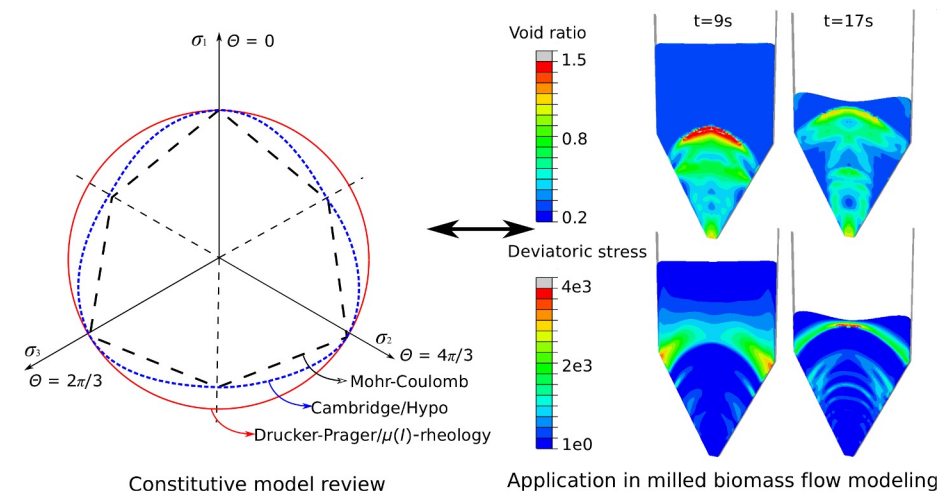 σ₁ Θ = 0
σ₃
Θ = 2π/3
σ₂
Θ = 4π/3
Mohr-Coulomb
Cambridge/Hypo
Drucker-Prager/μ(I)-rheology
Constitutive model review
Void ratio
1.5
0.8
0.2
Deviatoric stress
4e3
2e3
1e0
t=9s
t=17s
Application in milled biomass flow modeling